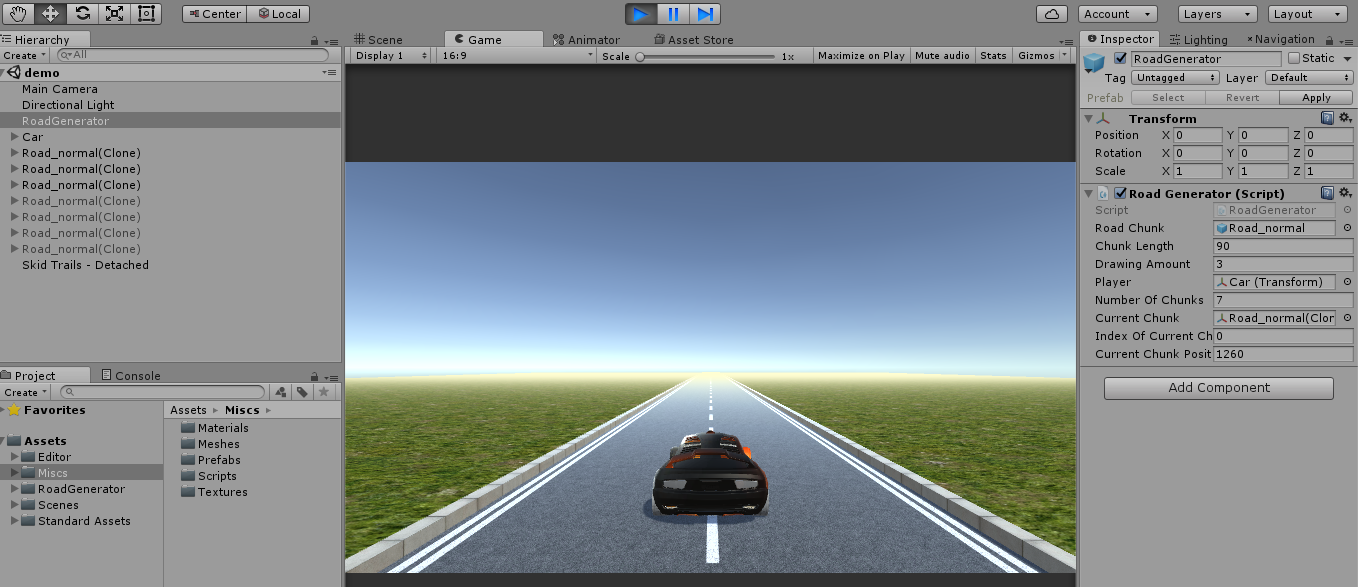 Center Local Account Layers Layout
Hierarchy
Create All
demo
Main Camera
Directional Light
RoadGenerator
Car
Road_normal(Clone)
Road_normal(Clone)
Road_normal(Clone)
Road_normal(Clone)
Road_normal(Clone)
Road_normal(Clone)
Road_normal(Clone)
Skid Trails - Detached
Project Console
Create
Favorites
Assets
Editor
Miscs
RoadGenerator
Scenes
Standard Assets
Assets Miscs
Materials
Meshes
Prefabs
Scripts
Textures
Scene Game Animator Asset Store
Display 1 16:9 Scale 1x Maximize on Play Mute audio Stats Gizmos
Inspector Lighting Navigation
RoadGenerator Static
Tag Untagged Layer Default
Prefab Select Revert Apply
Transform
Position X 0 Y 0 Z 0
Rotation X 0 Y 0 Z 0
Scale X 1 Y 1 Z 1
Road Generator (Script)
Script RoadGenerator
Road Chunk Road_normal
Chunk Length 90
Drawing Amount 3
Player Car (Transform)
Number Of Chunks 7
Current Chunk Road_normal(Clor
Index Of Current Ch 0
Current Chunk Posit 1260
Add Component